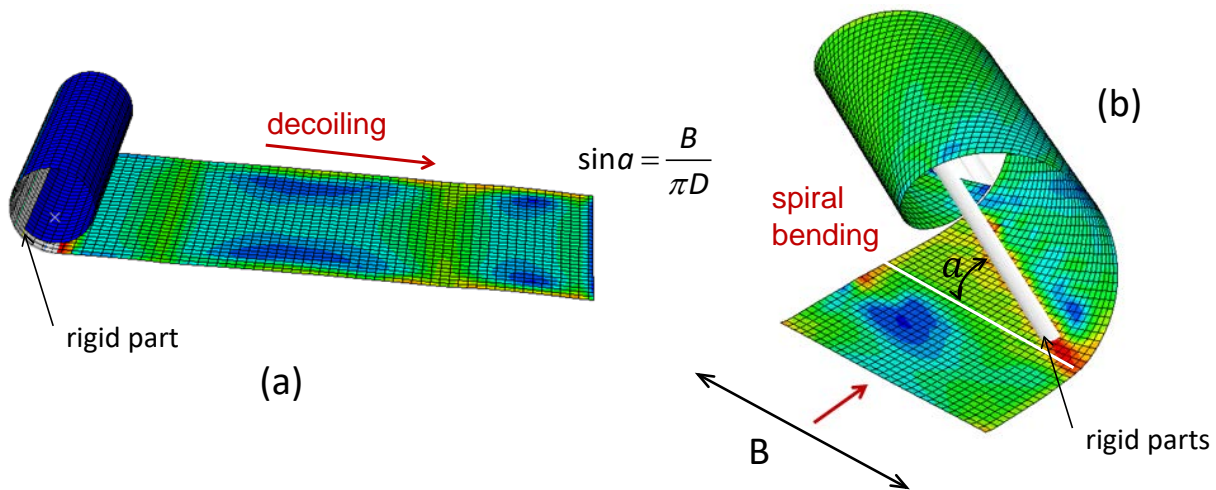 decoiling
rigid part
(a)
sin a = B / πD
(b)
spiral
bending
a
B
rigid parts